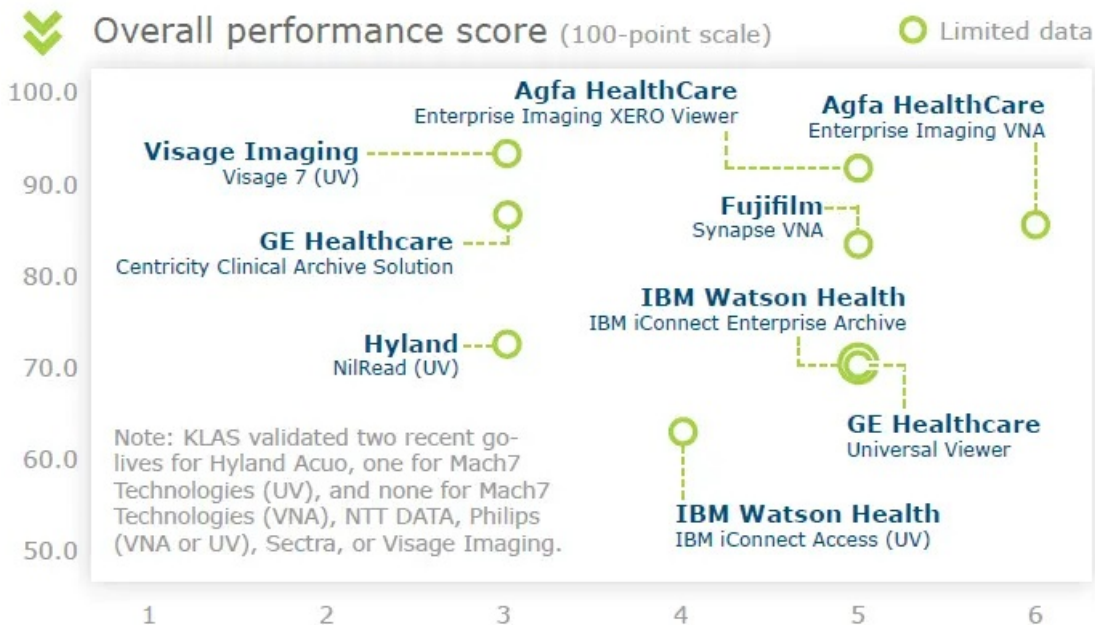 Overall performance score (100-point scale)
Limited data
100.0
90.0
80.0
70.0
60.0
50.0
Agfa HealthCare
Enterprise Imaging XERO Viewer
Agfa HealthCare
Enterprise Imaging VNA
Visage Imaging
Visage 7 (UV)
Fujifilm
Synapse VNA
GE Healthcare
Centricity Clinical Archive Solution
IBM Watson Health
IBM iConnect Enterprise Archive
Hyland
NilRead (UV)
GE Healthcare
Universal Viewer
Note: KLAS validated two recent go-
lives for Hyland Acuo, one for Mach7
Technologies (UV), and none for Mach7
Technologies (VNA), NTT DATA, Philips
(VNA or UV), Sectra, or Visage Imaging.
IBM Watson Health
IBM iConnect Access (UV)
1 2 3 4 5 6